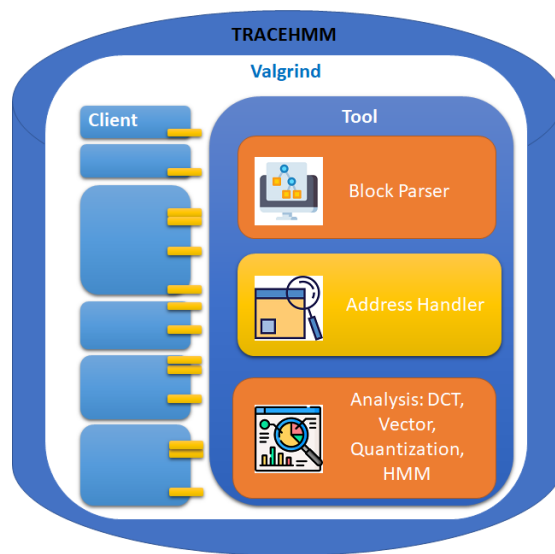 TRACEHMM
Valgrind
Client
Tool
Block Parser
Address Handler
Analysis: DCT,
Vector,
Quantization,
HMM